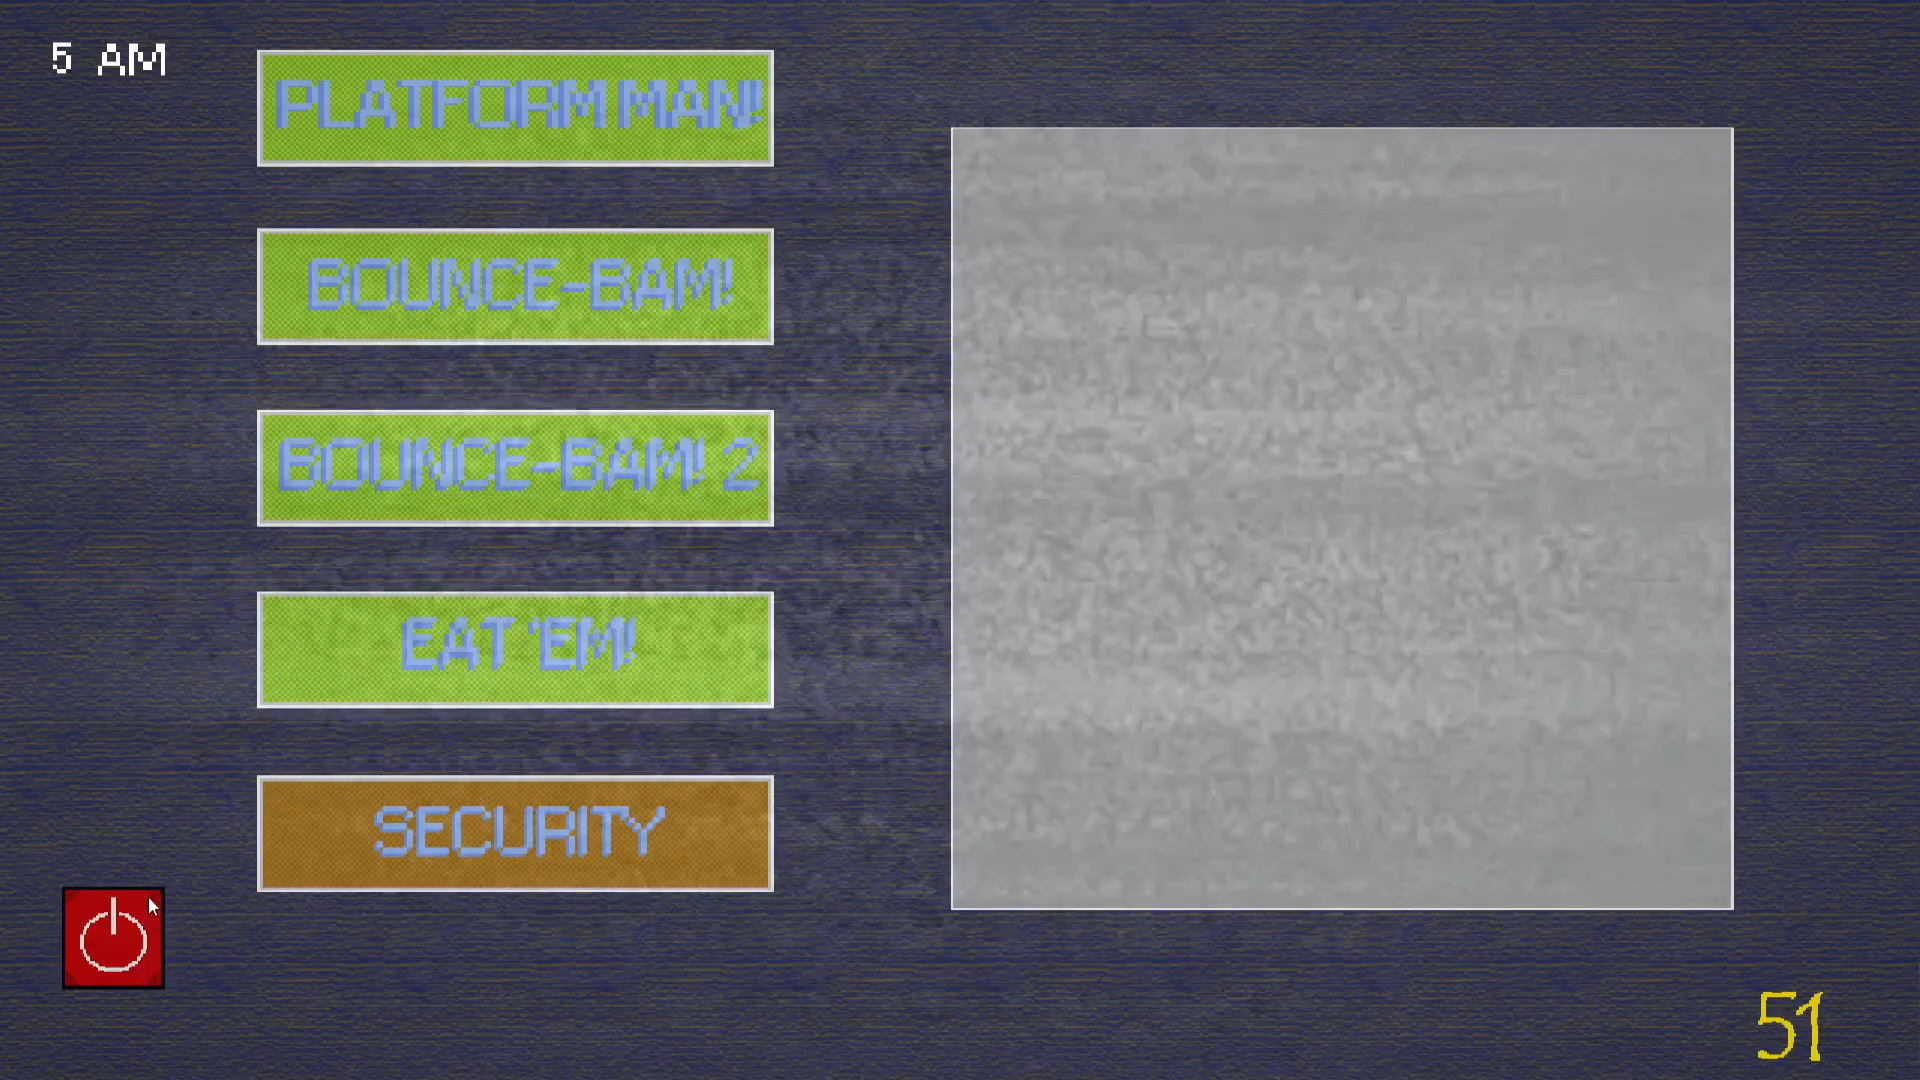 5 AM
PLATFORM MAN!
BOUNCE-BAM!
BOUNCE-BAM! 2
EAT 'EM!
SECURITY
51